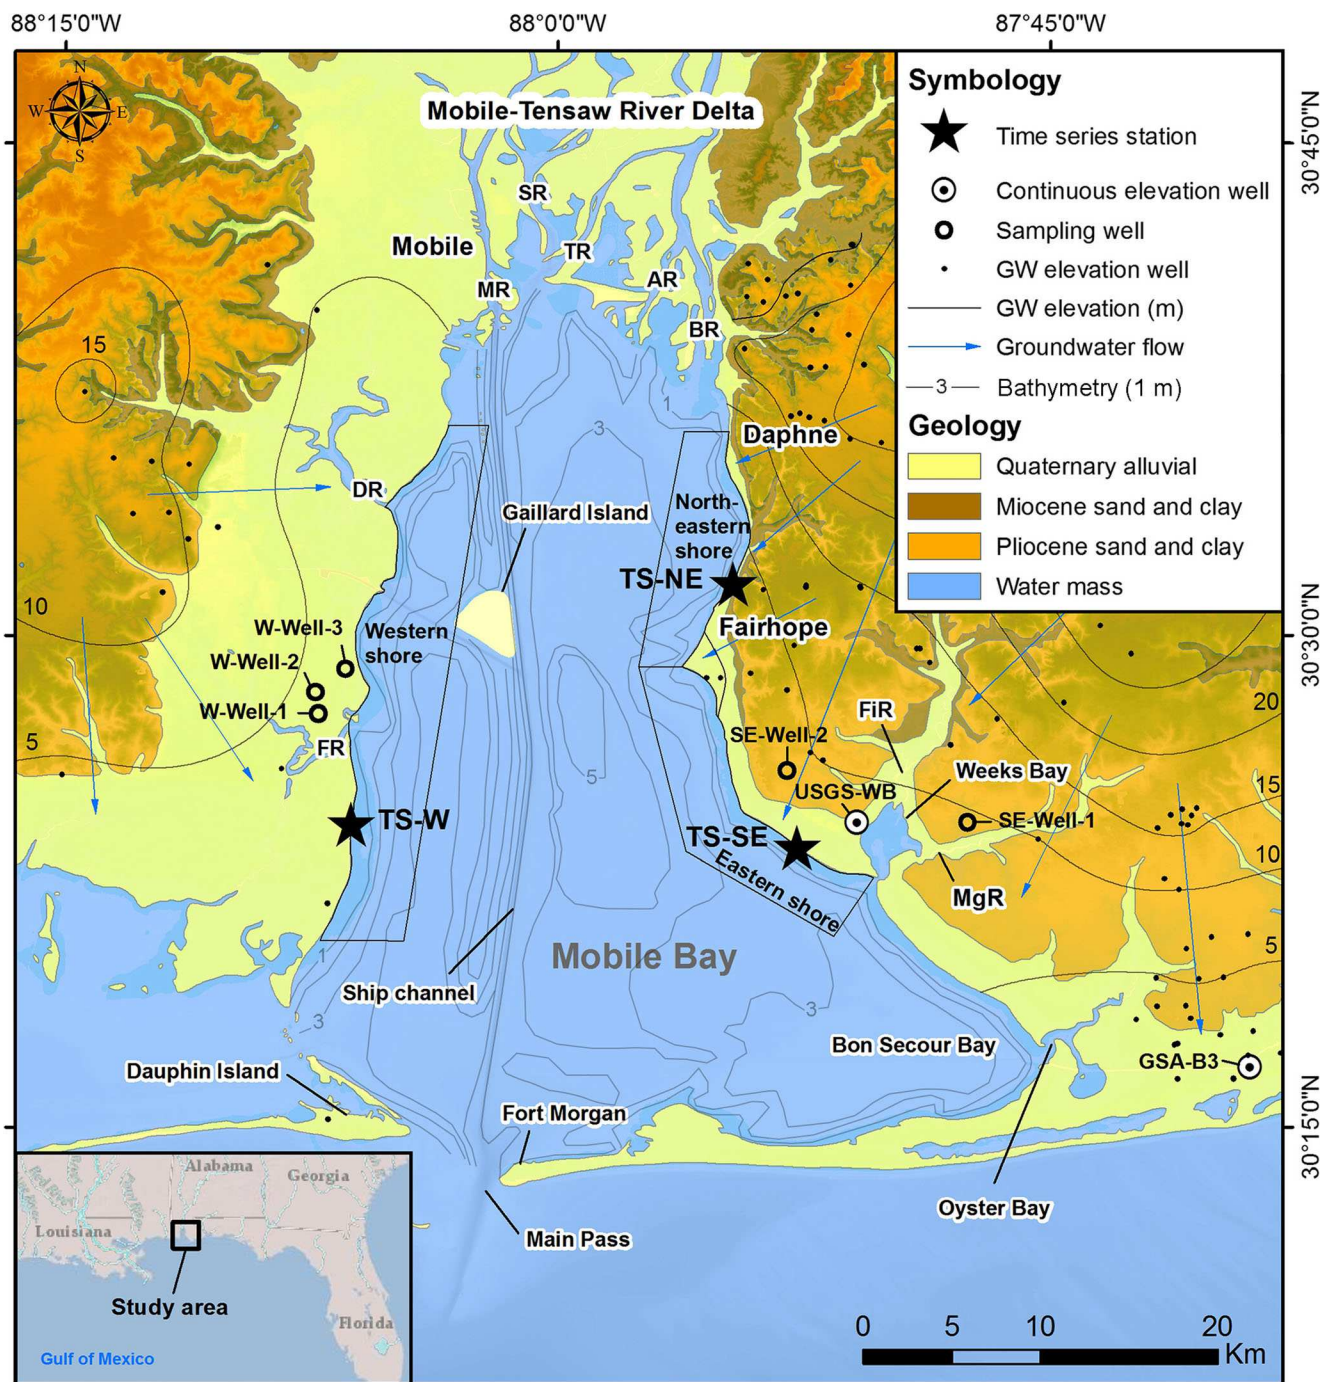 88°15'0"W
88°0'0"W
87°45'0"W
N
W
E
S
Mobile-Tensaw River Delta
SR
Mobile
TR
AR
MR
BR
15
1
3
Daphne
DR
Gaillard Island
North-
eastern
shore
TS-NE
10
W-Well-3
Western
shore
Fairhope
W-Well-2
W-Well-1
FR
5
FiR
SE-Well-2
Weeks Bay
USGS-WB
5
20
15
TS-W
TS-SE
SE-Well-1
10
Eastern shore
MgR
Mobile Bay
5
1
Ship channel
3
3
Bon Secour Bay
GSA-B3
Dauphin Island
Fort Morgan
Oyster Bay
Main Pass
Symbology
Time series station
Continuous elevation well
Sampling well
GW elevation well
GW elevation (m)
Groundwater flow
3
Bathymetry (1 m)
Geology
Quaternary alluvial
Miocene sand and clay
Pliocene sand and clay
Water mass
30°45'0"N
30°30'0"N
30°15'0"N
Alabama
Georgia
Louisiana
Study area
Florida
Gulf of Mexico
0
5
10
20
Km